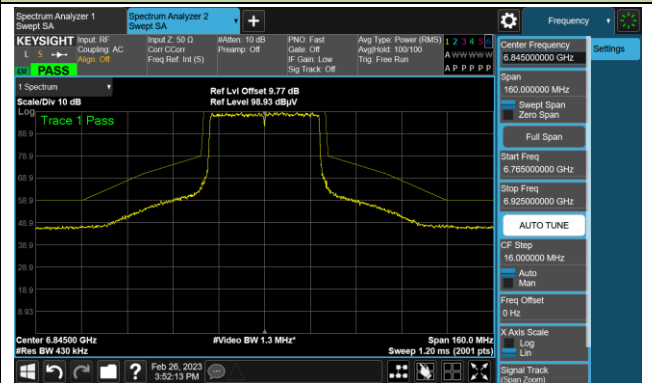 Spectrum Analyzer 1
Swept SA
Spectrum Analyzer 2
Swept SA
Frequency
KEYSIGHT
L S
PASS
Input: RF
Coupling: AC
Align: Off
Input Z: 50 Ω
Corr CCorr
Freq Ref: Int (S)
#Atten: 10 dB
Preamp: Off
PNO: Fast
Gate: Off
IF Gain: Low
Sig Track: Off
Avg Type: Power (RMS)
Avg|Hold: 100/100
Trig: Free Run
1 2 3 4 5 6
A W W W W W
A P P P P P
1 Spectrum
Scale/Div 10 dB
Ref Lvl Offset 9.77 dB
Ref Level 98.93 dBµV
Log
Trace 1 Pass
88.9
78.9
68.9
58.9
48.9
38.9
28.9
18.9
8.93
Center 6.84500 GHz
#Res BW 430 kHz
#Video BW 1.3 MHz*
Span 160.0 MHz
Sweep 1.20 ms (2001 pts)
Feb 26, 2023
3:52:13 PM
Center Frequency
6.845000000 GHz
Settings
Span
160.000000 MHz
Swept Span
Zero Span
Full Span
Start Freq
6.765000000 GHz
Stop Freq
6.925000000 GHz
AUTO TUNE
CF Step
16.000000 MHz
Auto
Man
Freq Offset
0 Hz
X Axis Scale
Log
Lin
Signal Track
(Span Zoom)